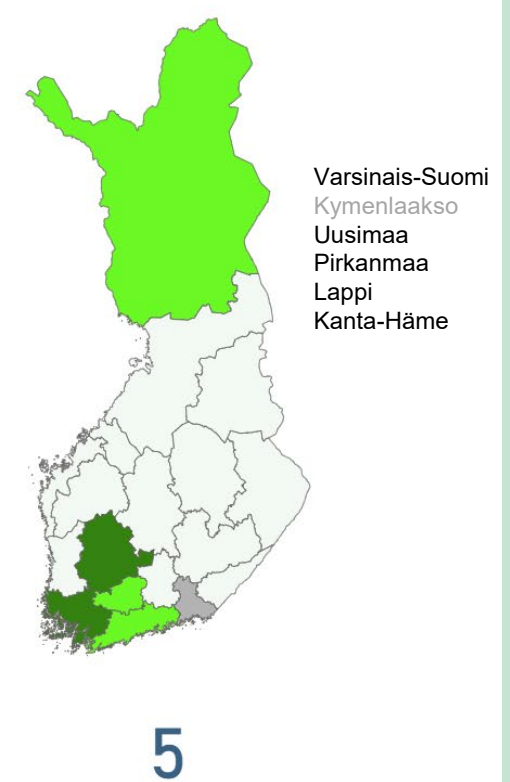 Varsinais-Suomi
Kymenlaakso
Uusimaa
Pirkanmaa
Lappi
Kanta-Häme
5